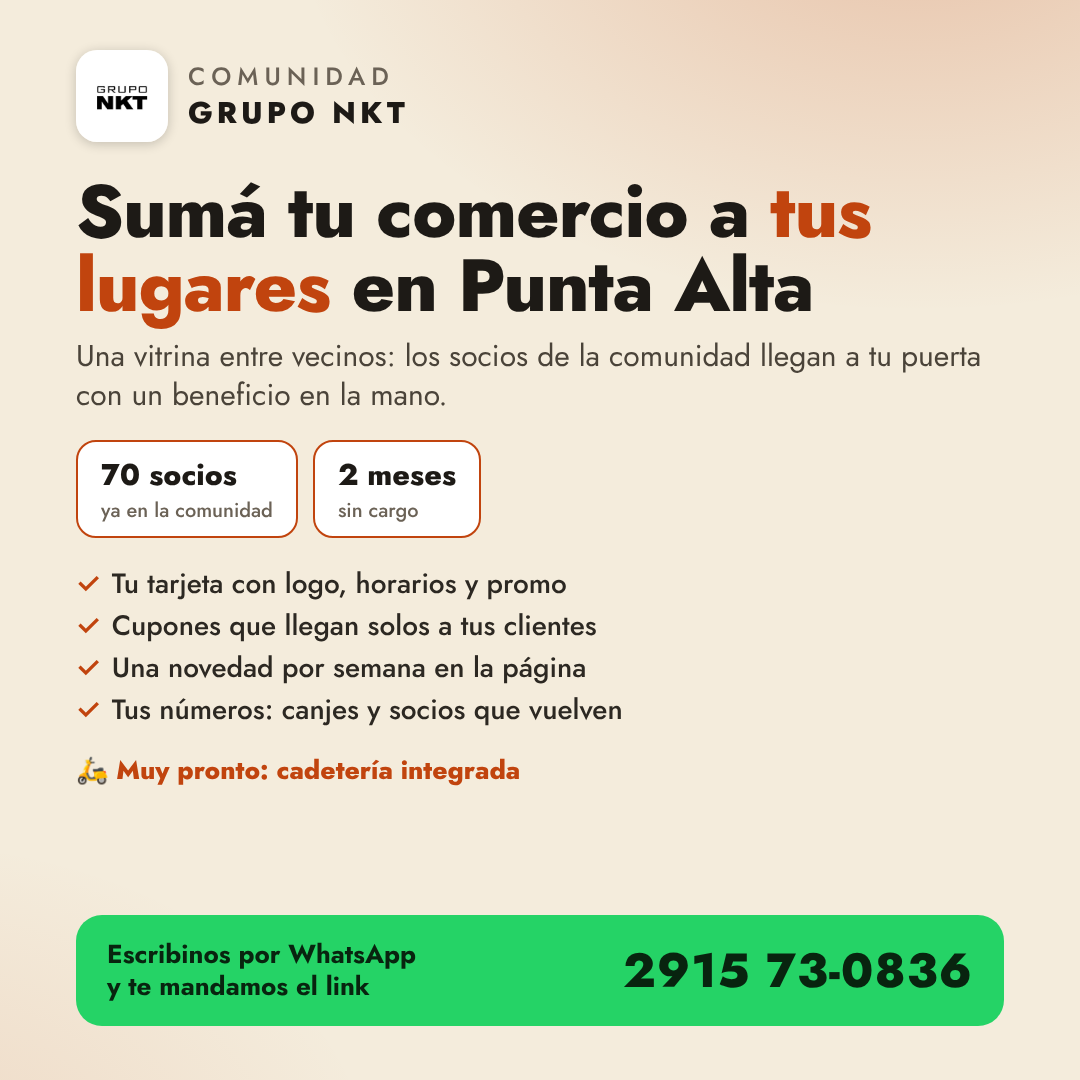 GRUPO
NKT
COMUNIDAD
GRUPO NKT
Sumá tu comercio a tus
lugares en Punta Alta
Una vitrina entre vecinos: los socios de la comunidad llegan a tu puerta
con un beneficio en la mano.
70 socios
ya en la comunidad
2 meses
sin cargo
Tu tarjeta con logo, horarios y promo
Cupones que llegan solos a tus clientes
Una novedad por semana en la página
Tus números: canjes y socios que vuelven
🛵 Muy pronto: cadetería integrada
Escribinos por WhatsApp
y te mandamos el link
2915 73-0836